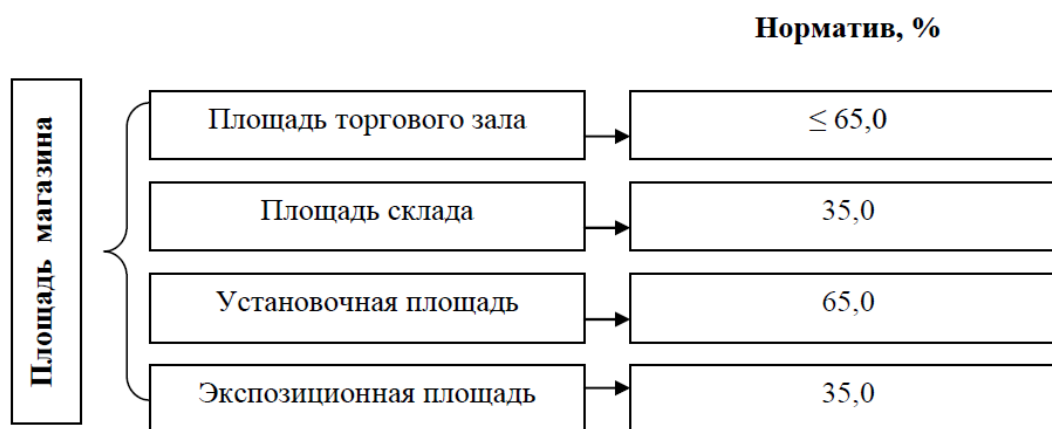 Норматив, %
Площадь магазина
Площадь торгового зала
≤ 65,0
Площадь склада
35,0
Установочная площадь
65,0
Экспозиционная площадь
35,0